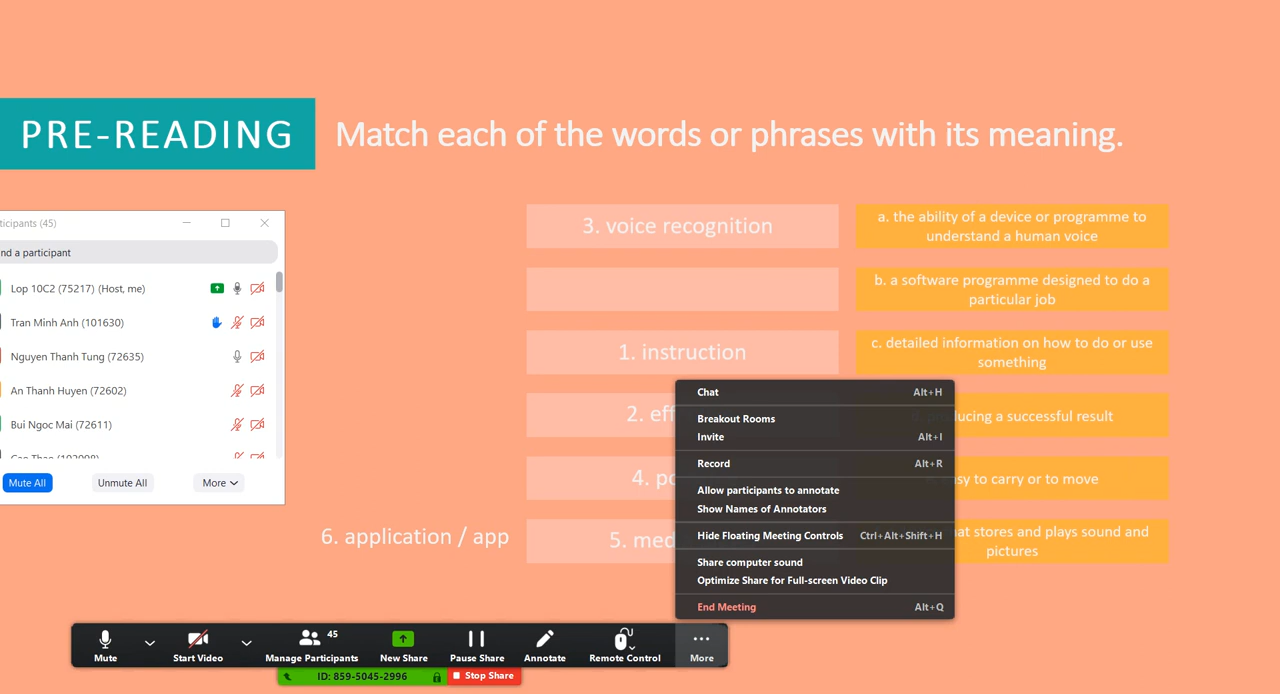 PRE-READING
Match each of the words or phrases with its meaning.
ticipants (45)
nd a participant
Lop 10C2 (75217) (Host, me)
Tran Minh Anh (101630)
Nguyen Thanh Tung (72635)
An Thanh Huyen (72602)
Bui Ngoc Mai (72611)
Mute All
Unmute All
More
3. voice recognition
a. the ability of a device or programme to
understand a human voice
b. a software programme designed to do a
particular job
1. instruction
c. detailed information on how to do or use
something
2. eff
ducing a successful result
4. po
sy to carry or to move
6. application / app
5. med
hat stores and plays sound and
pictures
Chat Alt+H
Breakout Rooms
Invite Alt+I
Record Alt+R
Allow participants to annotate
Show Names of Annotators
Hide Floating Meeting Controls Ctrl+Alt+Shift+H
Share computer sound
Optimize Share for Full-screen Video Clip
End Meeting Alt+Q
Mute
Start Video
45
Manage Participants
New Share
Pause Share
Annotate
Remote Control
More
ID: 859-5045-2996
Stop Share